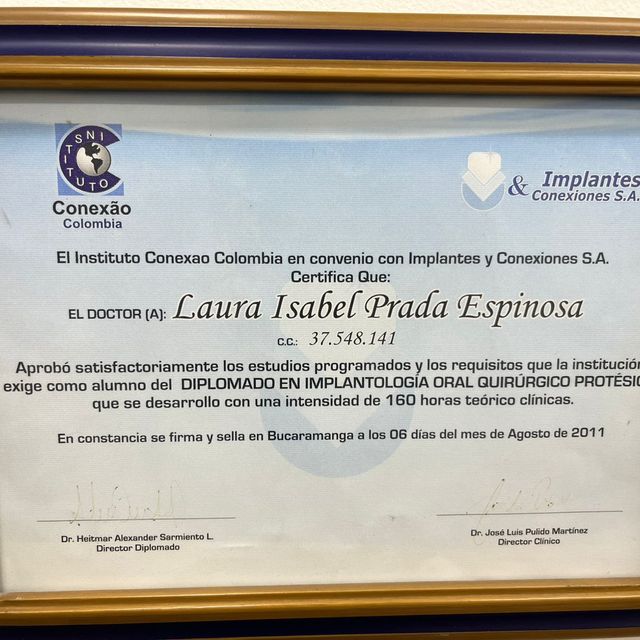 INSTITUTO
Conexão
Colombia
& Implantes
Conexiones S.A.
El Instituto Conexao Colombia en convenio con Implantes y Conexiones S.A.
Certifica Que:
EL DOCTOR (A): Laura Isabel Prada Espinosa
C.C.: 37.548.141
Aprobó satisfactoriamente los estudios programados y los requisitos que la institución
exige como alumno del DIPLOMADO EN IMPLANTOLOGÍA ORAL QUIRÚRGICO PROTÉSIC
que se desarrollo con una intensidad de 160 horas teórico clínicas.
En constancia se firma y sella en Bucaramanga a los 06 días del mes de Agosto de 2011
Dr. Heitmar Alexander Sarmiento L.
Director Diplomado
Dr. José Luis Pulido Martínez
Director Clínico